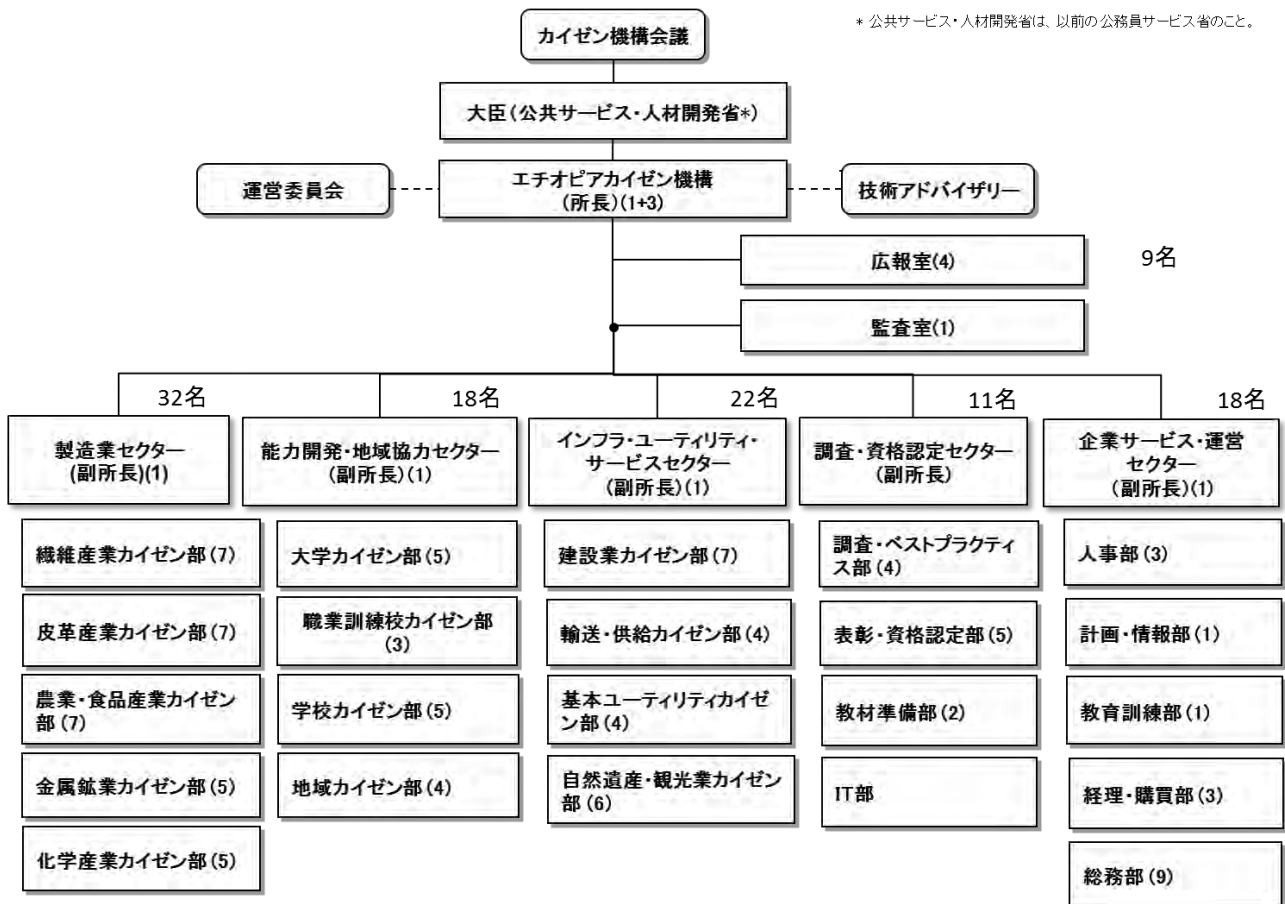 * 公共サービス・人材開発省は、以前の公務員サービス省のこと。
カイゼン機構会議
大臣(公共サービス・人材開発省*)
運営委員会
エチオピアカイゼン機構
(所長)(1+3)
技術アドバイザリー
広報室(4)
9名
監査室(1)
32名
18名
22名
11名
18名
製造業セクター
(副所長)(1)
能力開発・地域協力セクター
(副所長)(1)
インフラ・ユーティリティ・
サービスセクター
(副所長)(1)
調査・資格認定セクター
(副所長)
企業サービス・運営
セクター
(副所長)(1)
繊維産業カイゼン部(7)
皮革産業カイゼン部(7)
農業・食品産業カイゼン
部(7)
金属鉱業カイゼン部(5)
化学産業カイゼン部(5)
大学カイゼン部(5)
職業訓練校カイゼン部
(3)
学校カイゼン部(5)
地域カイゼン部(4)
建設業カイゼン部(7)
輸送・供給カイゼン部(4)
基本ユーティリティカイゼ
ン部(4)
自然遺産・観光業カイゼン
部(6)
調査・ベストプラクティ
ス部(4)
表彰・資格認定部(5)
教材準備部(2)
IT部
人事部(3)
計画・情報部(1)
教育訓練部(1)
経理・購買部(3)
総務部(9)